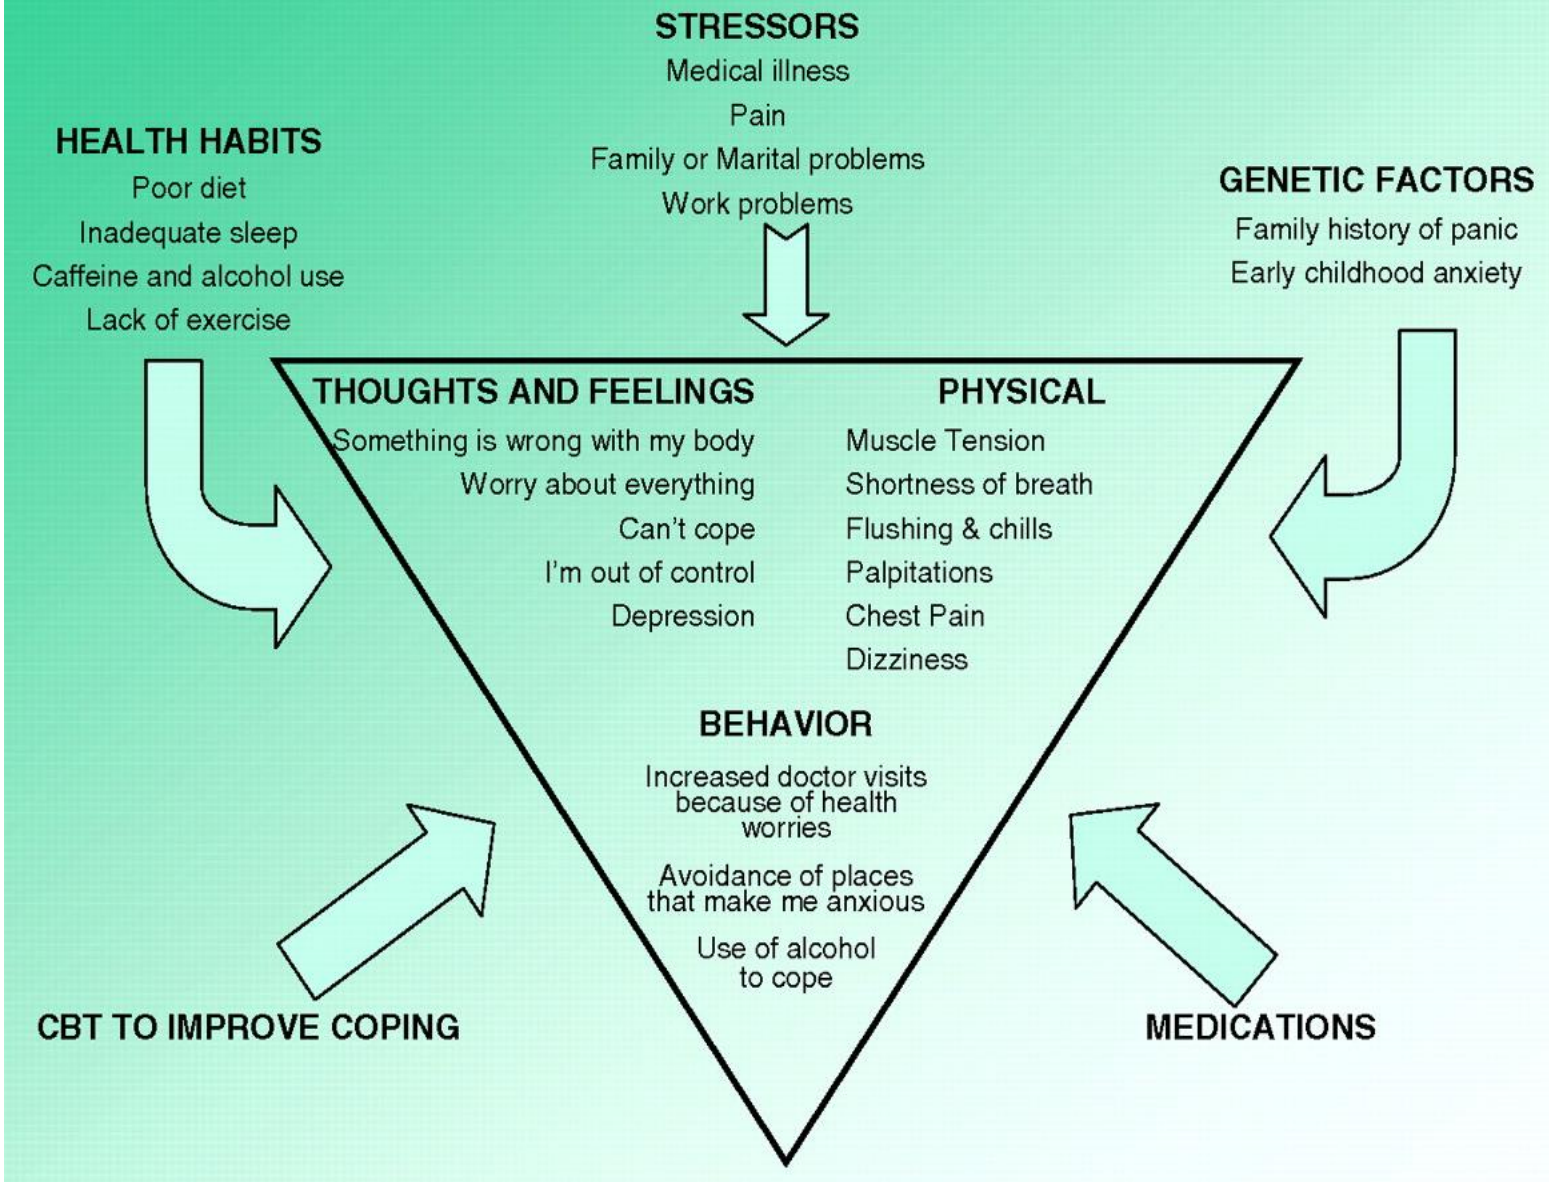 STRESSORS
Medical illness
Pain
Family or Marital problems
Work problems
HEALTH HABITS
Poor diet
Inadequate sleep
Caffeine and alcohol use
Lack of exercise
GENETIC FACTORS
Family history of panic
Early childhood anxiety
THOUGHTS AND FEELINGS
Something is wrong with my body
Worry about everything
Can't cope
I'm out of control
Depression
PHYSICAL
Muscle Tension
Shortness of breath
Flushing & chills
Palpitations
Chest Pain
Dizziness
BEHAVIOR
Increased doctor visits
because of health
worries
Avoidance of places
that make me anxious
Use of alcohol
to cope
CBT TO IMPROVE COPING
MEDICATIONS